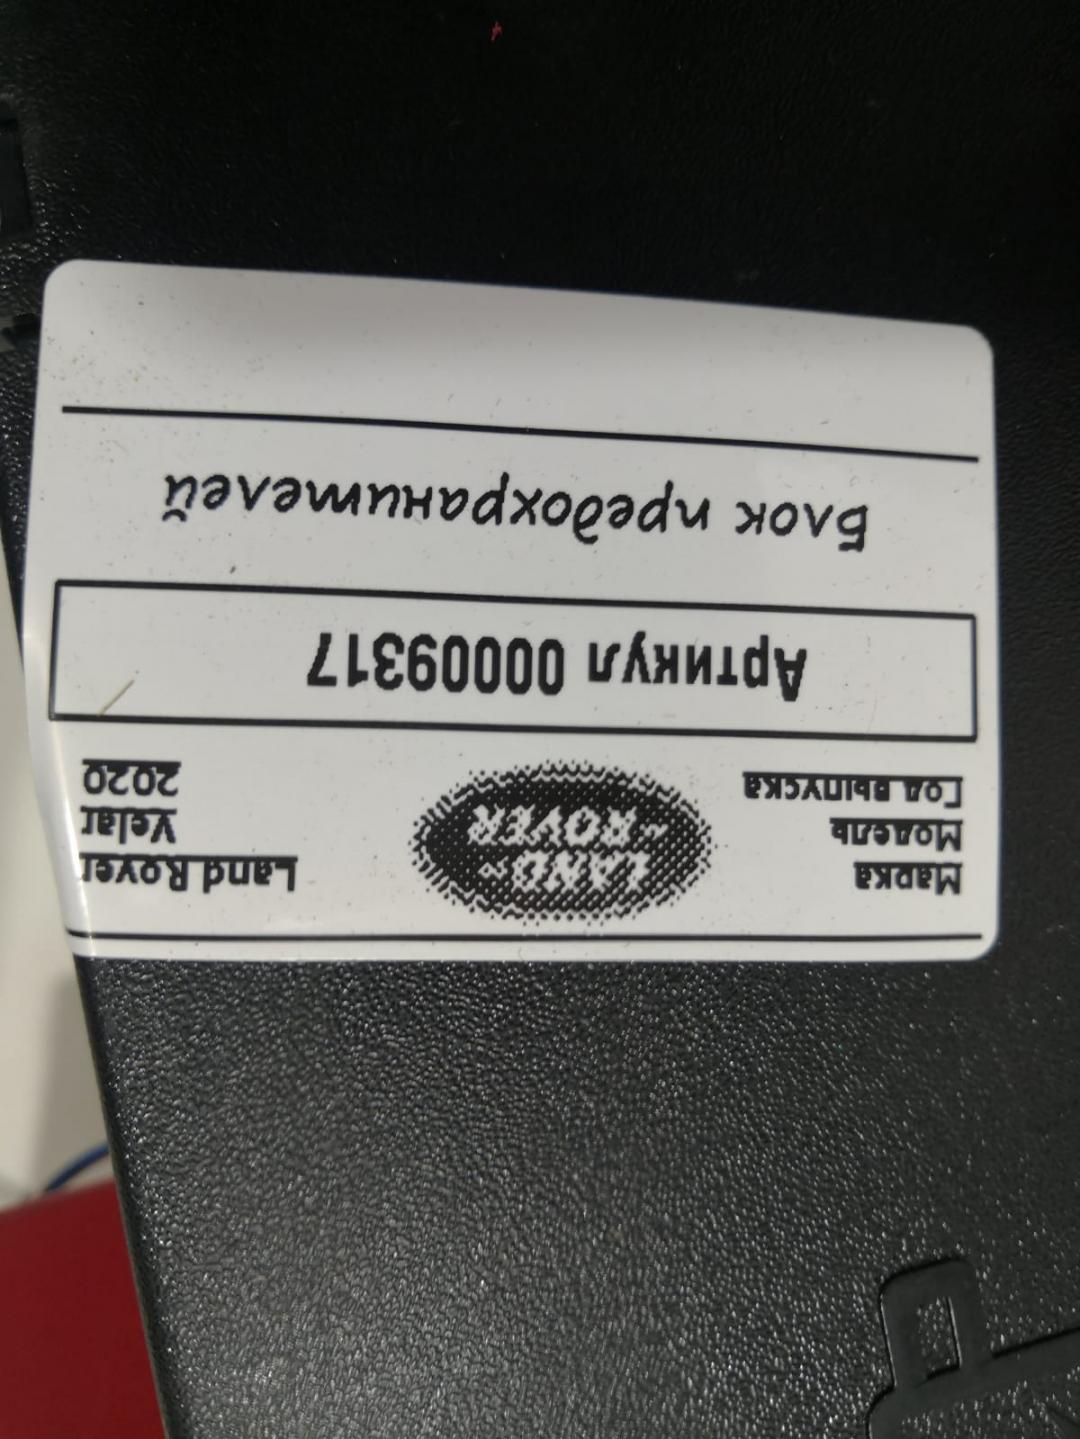 Марка Land Rover
Модель Velar
Год выпуска 2020
LAND
ROVER
Артикул 00009317
Блок предохранителей